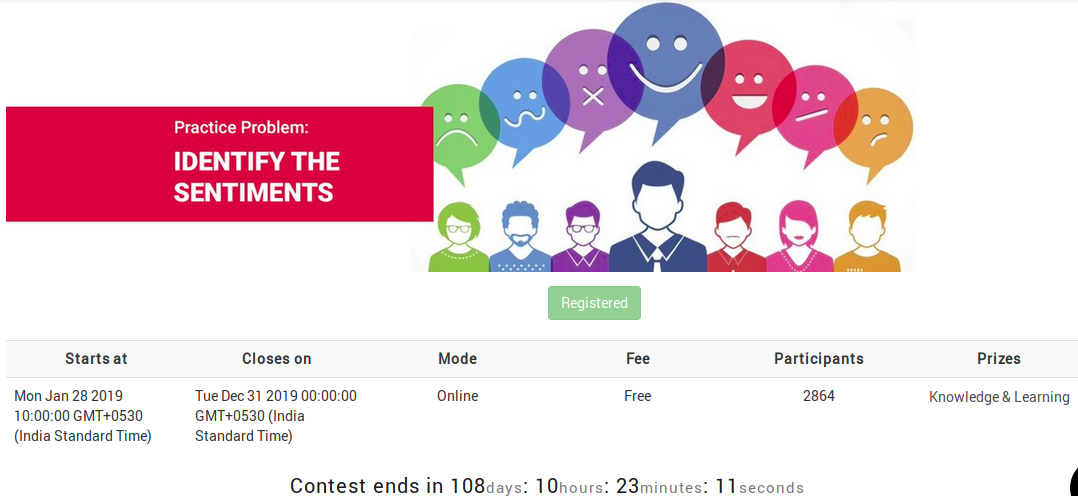 Practice Problem:
IDENTIFY THE
SENTIMENTS
Registered
Starts at Closes on Mode Fee Participants Prizes
Mon Jan 28 2019 Tue Dec 31 2019 00:00:00 Online Free 2864 Knowledge & Learning
10:00:00 GMT+0530 GMT+0530 (India
(India Standard Time) Standard Time)
Contest ends in 108days: 10hours: 23minutes: 11seconds